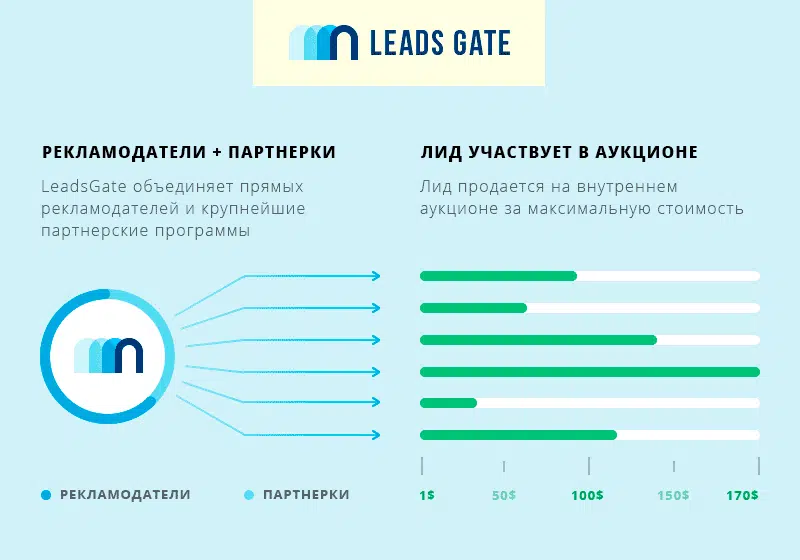 LEADS GATE
РЕКЛАМОДАТЕЛИ + ПАРТНЕРКИ
LeadsGate объединяет прямых
рекламодателей и крупнейшие
партнерские программы
ЛИД УЧАСТВУЕТ В АУКЦИОНЕ
Лид продается на внутреннем
аукционе за максимальную стоимость
РЕКЛАМОДАТЕЛИ
ПАРТНЕРКИ
1$ 50$ 100$ 150$ 170$